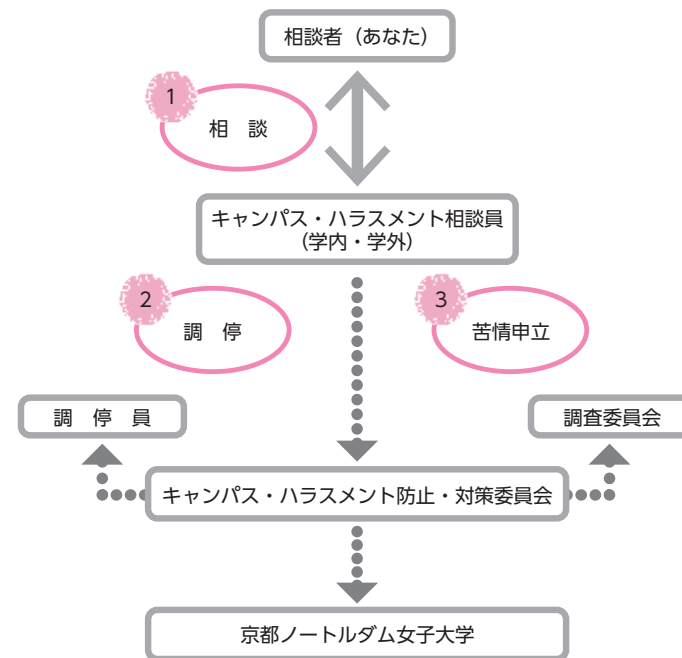 相談者（あなた）
1
相　談
キャンパス・ハラスメント相談員
（学内・学外）
2
調　停
3
苦情申立
調　停　員
調査委員会
キャンパス・ハラスメント防止・対策委員会
京都ノートルダム女子大学